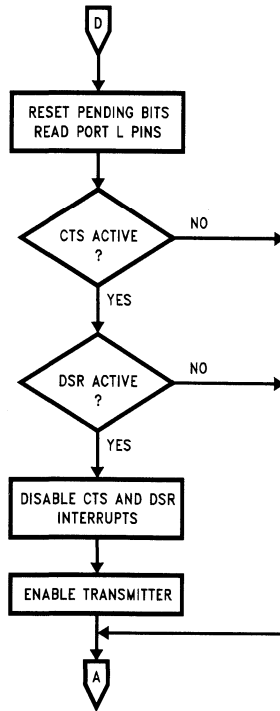 D
RESET PENDING BITS
READ PORT L PINS
CTS ACTIVE
?
NO
YES
DSR ACTIVE
?
NO
YES
DISABLE CTS AND DSR
INTERRUPTS
ENABLE TRANSMITTER
A